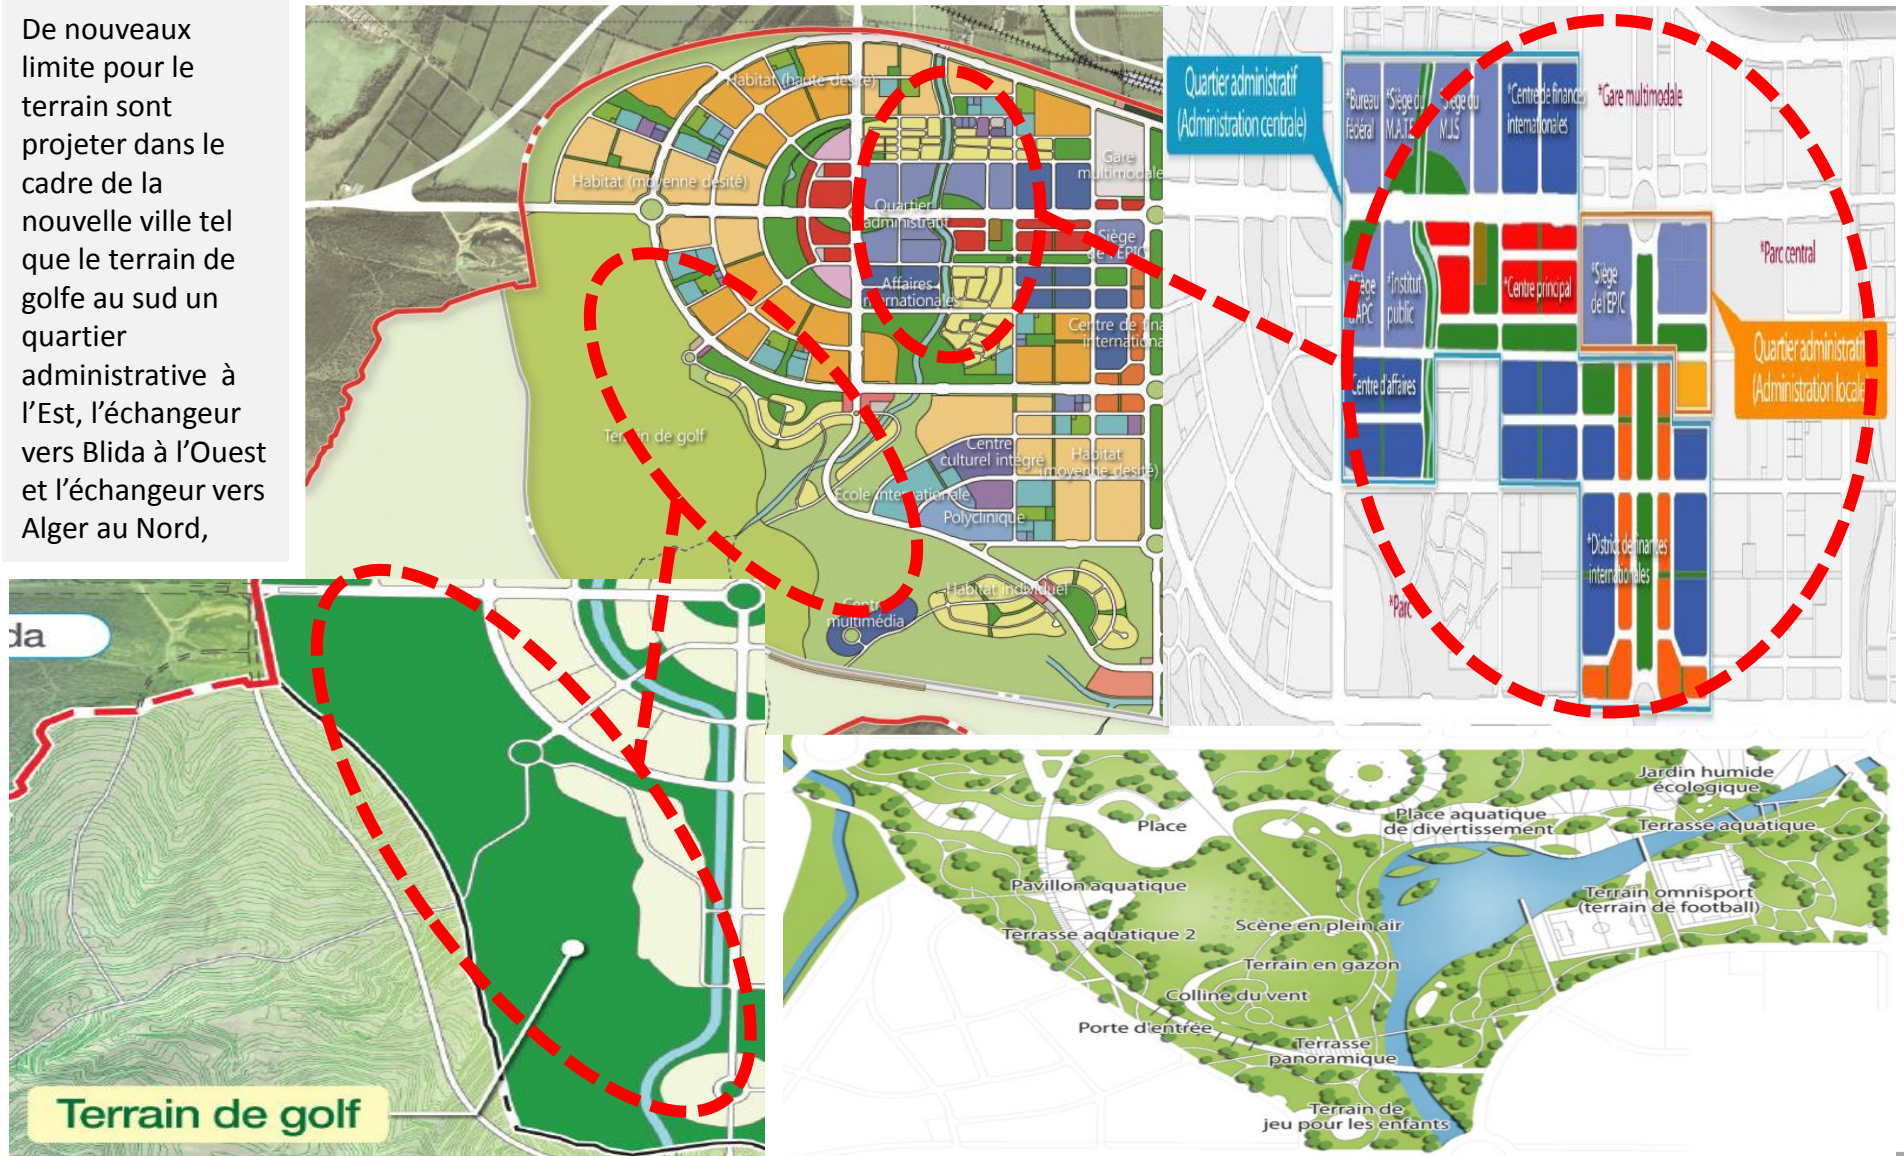 De nouveaux
limite pour le
terrain sont
projeter dans le
cadre de la
nouvelle ville tel
que le terrain de
golfe au sud un
quartier
administrative à
l’Est, l’échangeur
vers Blida à l’Ouest
et l’échangeur vers
Alger au Nord,
Habitat (haute desité)
Habitat (moyenne desité)
Gare
multimodale
Quartier
administratif
Siège
de l'EPIC
Affaires
internationales
Centre de fina
internationa
Terrain de golf
Centre
culturel intégré
Habitat
(moyenne desité)
Ecole internationale
Polyclinique
Habitat individuel
Centre
multimédia
Quartier administratif
(Administration centrale)
*Bureau
fédéral
*Siège du
M.A.T.E
*Siège du
M.J.S
*Centre de finances
internationales
*Gare multimodale
*Parc central
*Siège
d'APC
*Institut
public
*Centre principal
*Siège
de l'EPIC
Quartier administratif
(Administration locale)
*Centre d'affaires
*District de finances
internationales
*Parc
da
Terrain de golf
Jardin humide
écologique
Place
Place aquatique
de divertissement
Terrasse aquatique
Pavillon aquatique
Terrain omnisport
(terrain de football)
Terrasse aquatique 2
Scène en plein air
Terrain en gazon
Colline du vent
Porte d'entrée
Terrasse
panoramique
Terrain de
jeu pour les enfants